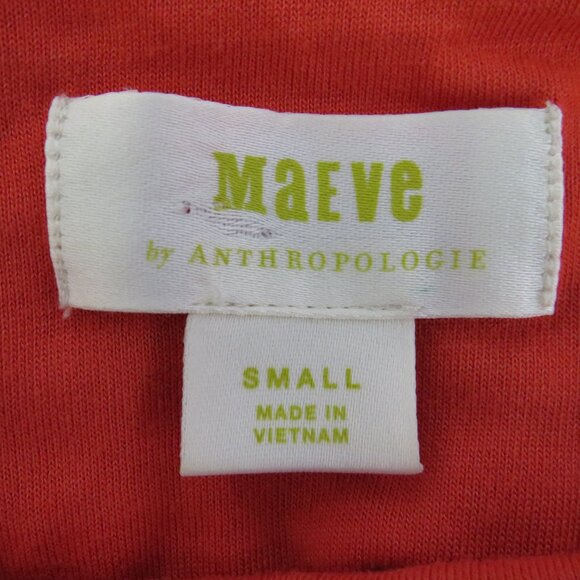 MaEve
by ANTHROPOLOGIE
SMALL
MADE IN
VIETNAM